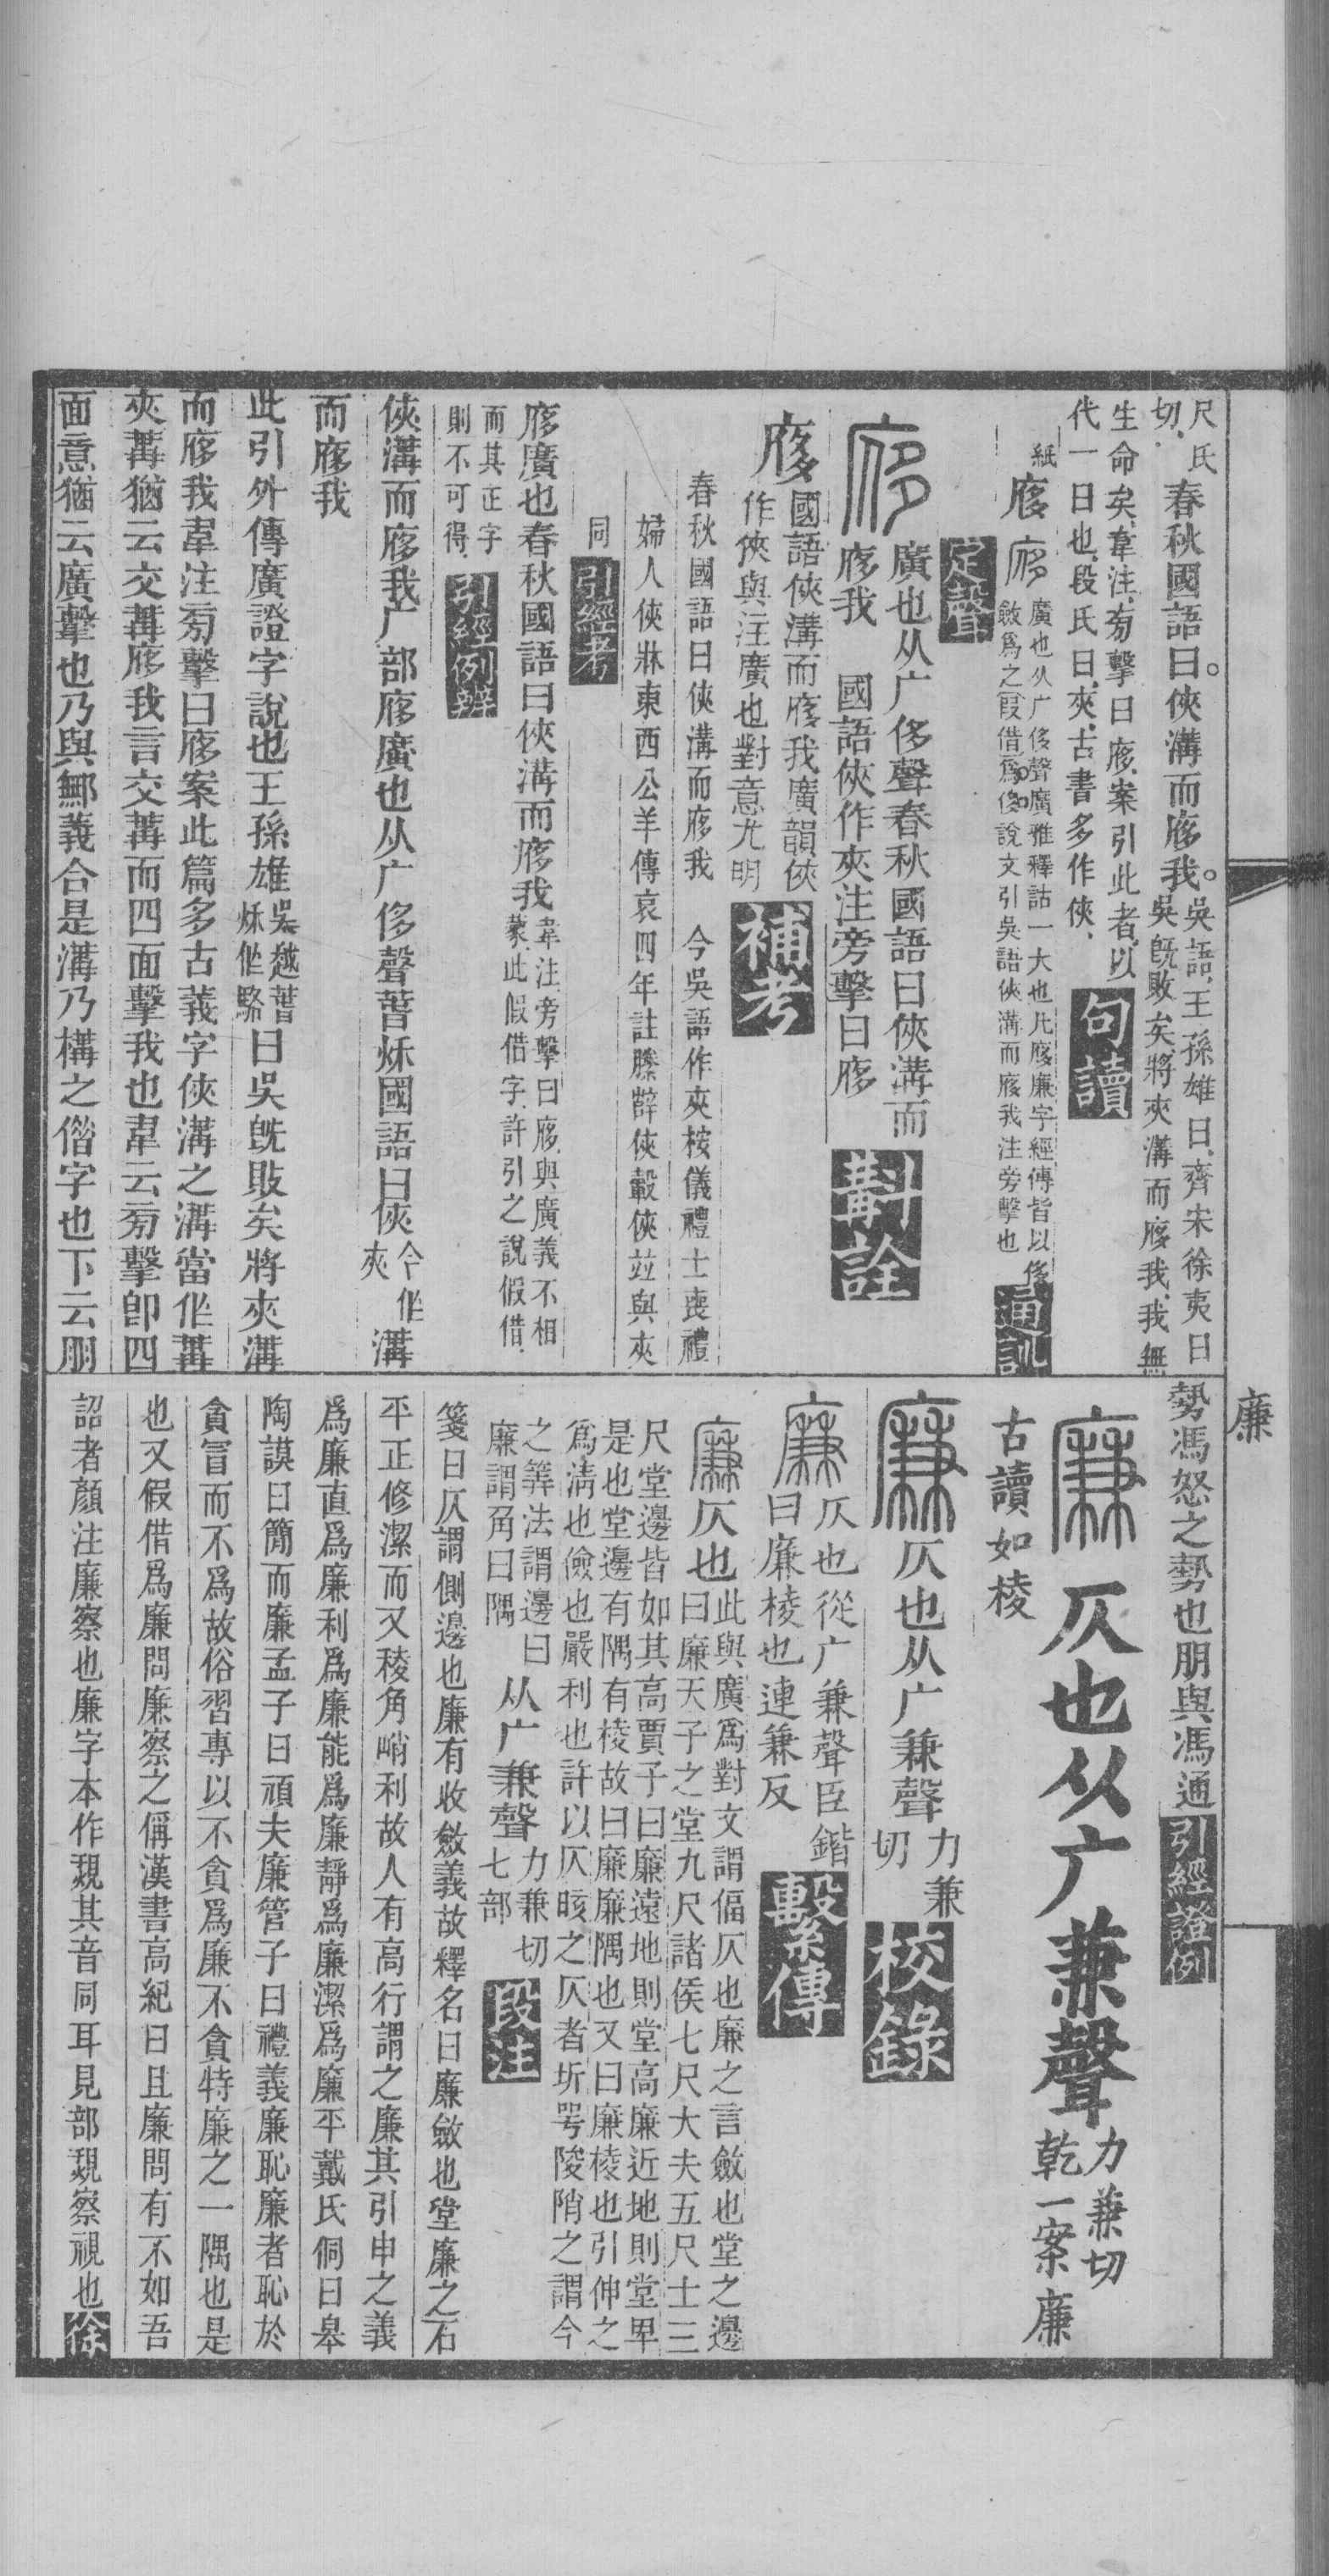 尺氏
切、
春秋國語曰。俠溝而㢋我。
吳語、王孫雄曰、齊宋徐夷曰
吳旣敗矣、將夾溝而㢋我、我無
生命矣、韋注、㫄擊曰㢋、案引此者、以
代一曰也、段氏曰、夾、古書多作俠、
句讀
紙
㢋
廣也从广侈聲廣雅釋詁一大也凡㢋廉字經傳皆以侈
斂爲之叚借爲侈說文引吳語俠溝而㢋我注旁擊也
通訓
定聲
廣也从广侈聲春秋國語曰俠溝而
㢋我 國語俠作夾注旁擊曰㢋
斠詮
㢋
國語俠溝而㢋我廣韻俠
作俠與注廣也對意尤明
補考
春秋國語曰俠溝而㢋我 今吳語作夾桉儀禮士喪禮
婦人俠牀東西公羊傳哀四年註滕薛俠轂俠竝與夾
同
引經考
㢋廣也春秋國語曰俠溝而㢋我
韋注旁擊曰㢋、與廣義不相
蒙、此假借字、許引之說假借、
而其正字
則不可得、
引經例辨
俠溝而㢋我广部㢋廣也从广侈聲萅秌國語曰俠
今作
夾
溝
而㢋我
此引外傳廣證字說也王孫雄
吳越萅
秌作駱
曰吳旣敗矣將夾溝
而㢋我韋注㫄擊曰㢋案此篇多古義字俠溝之溝當作冓
夾冓猶云交冓㢋我言交冓而四面擊我也韋云㫄擊卽四
面意猶云廣擊也乃與鄦義合是溝乃構之偕字也下云朋
勢馮怒之勢也朋與馮通
引經證例
廉
仄也从广兼聲
力兼切
乾一案廉
古讀如棱
仄也从广兼聲
力兼
切
校錄
仄也從广兼聲臣鍇
曰廉棱也連兼反
繫傳
仄也
此與廣爲對文謂偪仄也廉之言斂也堂之邊
曰廉天子之堂九尺諸侯七尺大夫五尺士三
尺堂邊皆如其高賈子曰廉遠地則堂高廉近地則堂卑
是也堂邊有隅有棱故曰廉廉隅也又曰廉棱也引伸之
爲淸也儉也嚴利也許以仄晐之仄者圻咢陵陗之謂今
之筭法謂邊曰
廉謂角曰隅
从广兼聲
力兼切
七部
段注
箋曰仄謂側邊也廉有收斂義故釋名曰廉斂也堂廉之石
平正修潔而又稜角峭利故人有高行謂之廉其引申之義
爲廉直爲廉利爲廉能爲廉靜爲廉潔爲廉平戴氏侗曰皋
陶謨曰簡而廉孟子曰頑夫廉管子曰禮義廉恥廉者恥於
貪冒而不爲故俗習專以不貪爲廉不貪特廉之一隅也是
也又假借爲廉問廉察之偁漢書高紀曰且廉問有不如吾
詔者顏注廉察也廉字本作覝其音同耳見部覝察視也
徐
廉